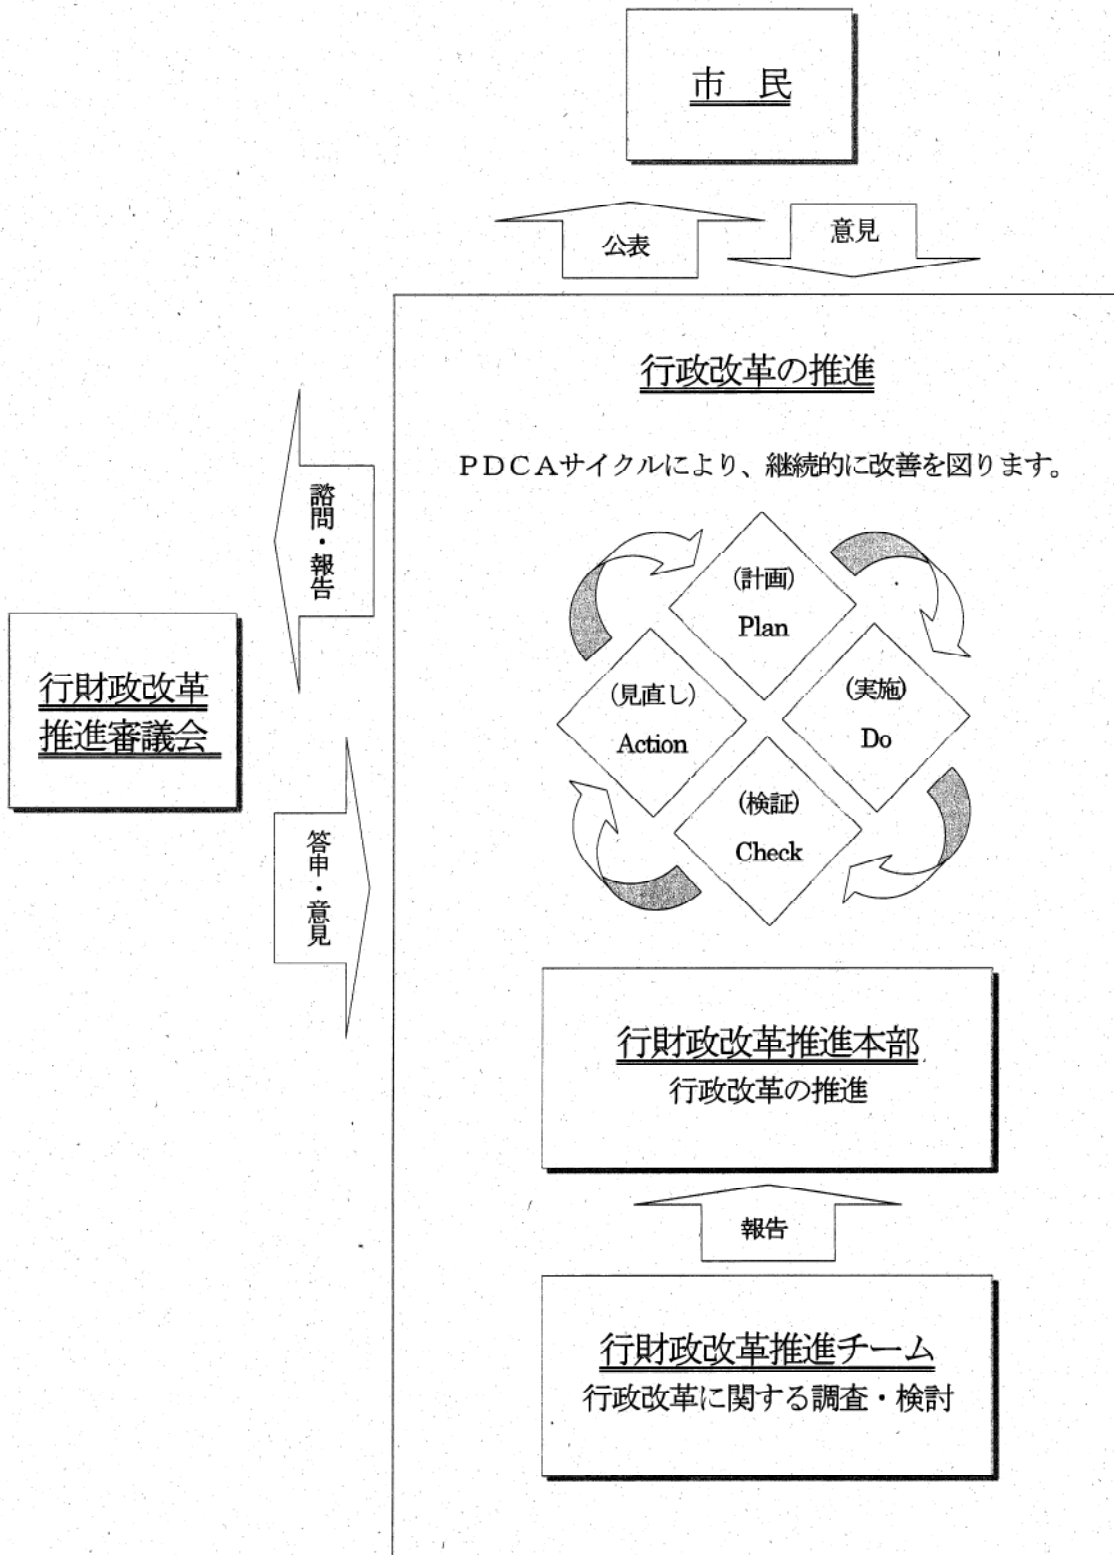 市　民
公表
意見
行政改革の推進
PDCAサイクルにより、継続的に改善を図ります。
諮問・報告
(計画)
Plan
(見直し)
Action
(実施)
Do
(検証)
Check
行財政改革
推進審議会
答申・意見
行財政改革推進本部
行政改革の推進
報告
行財政改革推進チーム
行政改革に関する調査・検討